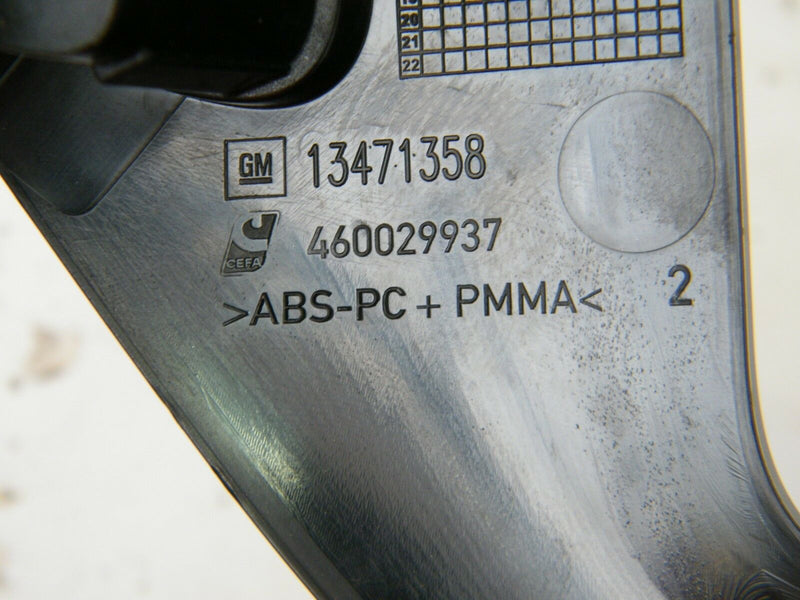 20
21
22
GM 13471358
CEFA 460029937
>ABS-PC + PMMA< 2